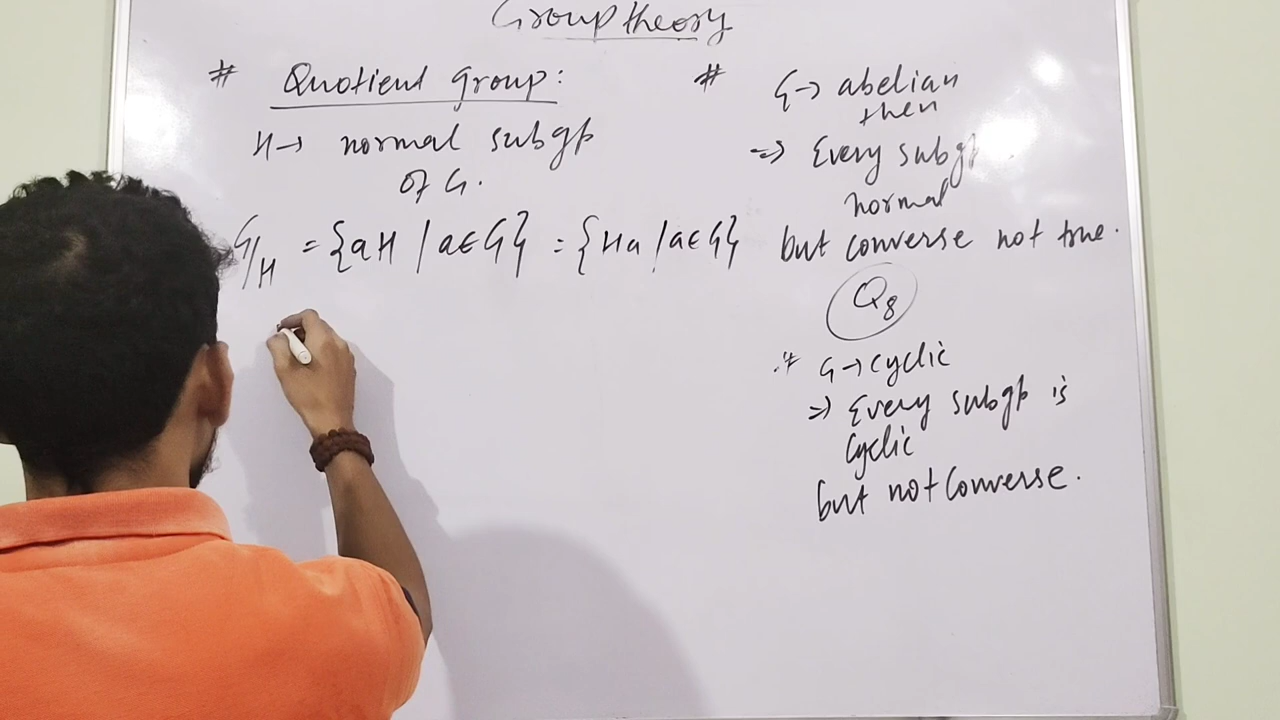 Group theory
# Quotient Group:
H→ normal subgp
of G.
G/H = {aH / a∈G} = {Ha / a∈G}
# G→ abelian
then
=> Every subgp
normal
but converse not true.
Q8
# G→cyclic
=> Every subgp is
Cyclic
but not Converse.